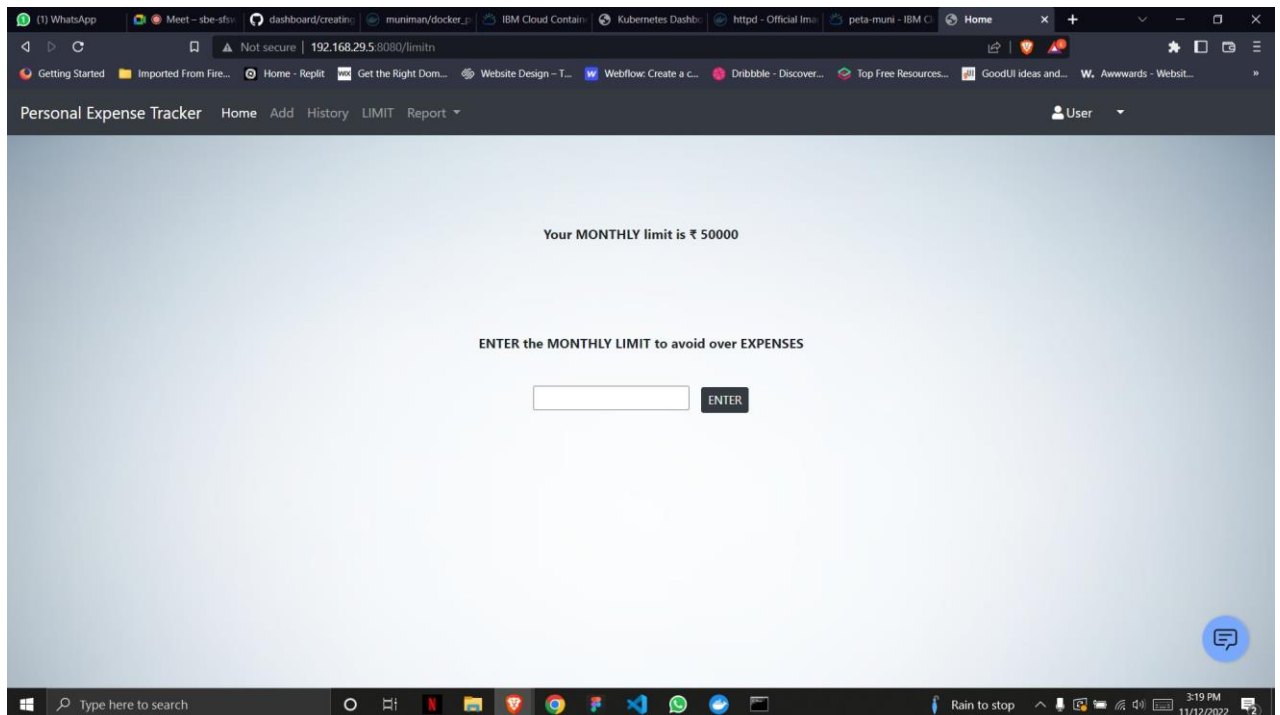 (1) WhatsApp
Meet – sbe-sfsv
dashboard/creating
muniman/docker_p
IBM Cloud Contain
Kubernetes Dashbo
httpd - Official Ima
peta-muni - IBM Cl
Home
Not secure | 192.168.29.5:8080/limitn
Getting Started Imported From Fire... Home - Replit Get the Right Dom... Website Design – T... Webflow: Create a c... Dribbble - Discover... Top Free Resources... GoodUI ideas and... W. Awwwards - Websit... »
Personal Expense Tracker Home Add History LIMIT Report User
Your MONTHLY limit is ₹ 50000
ENTER the MONTHLY LIMIT to avoid over EXPENSES
ENTER
Type here to search
Rain to stop
3:19 PM
11/12/2022
2